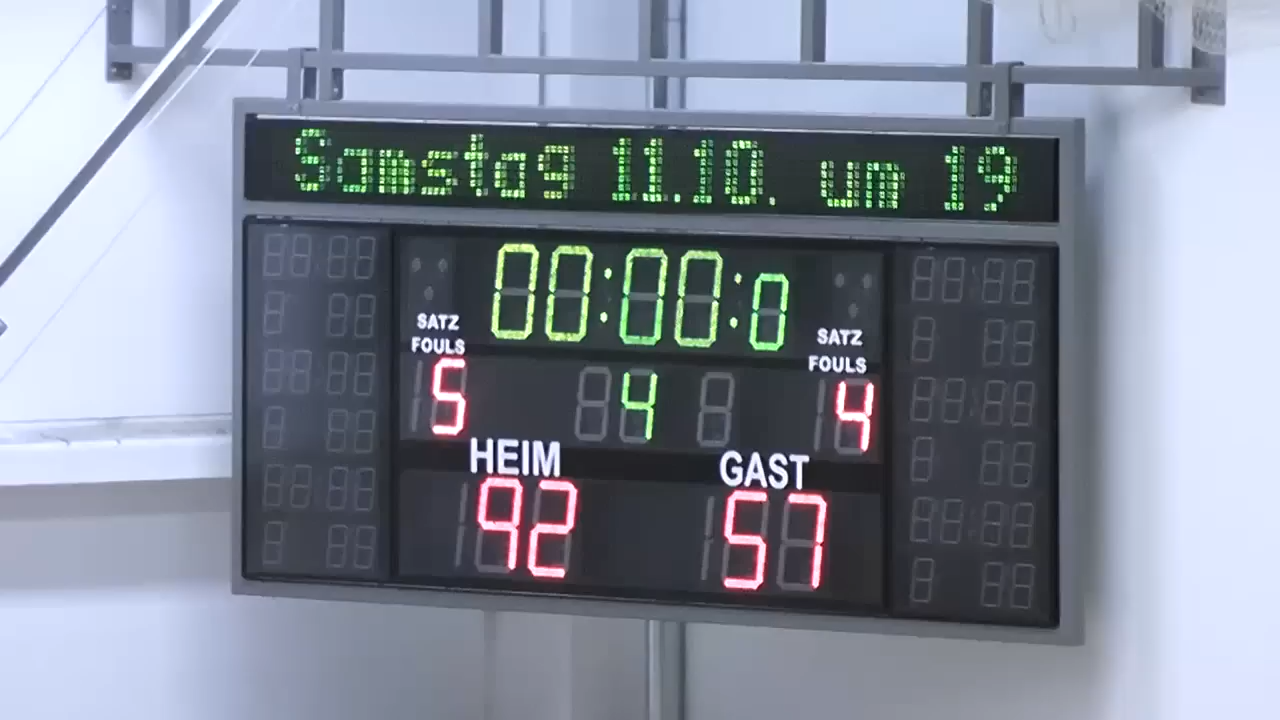 Samstag 11.10. um 19
00:00:0
SATZ FOULS
SATZ FOULS
5
4
4
HEIM
GAST
92
57